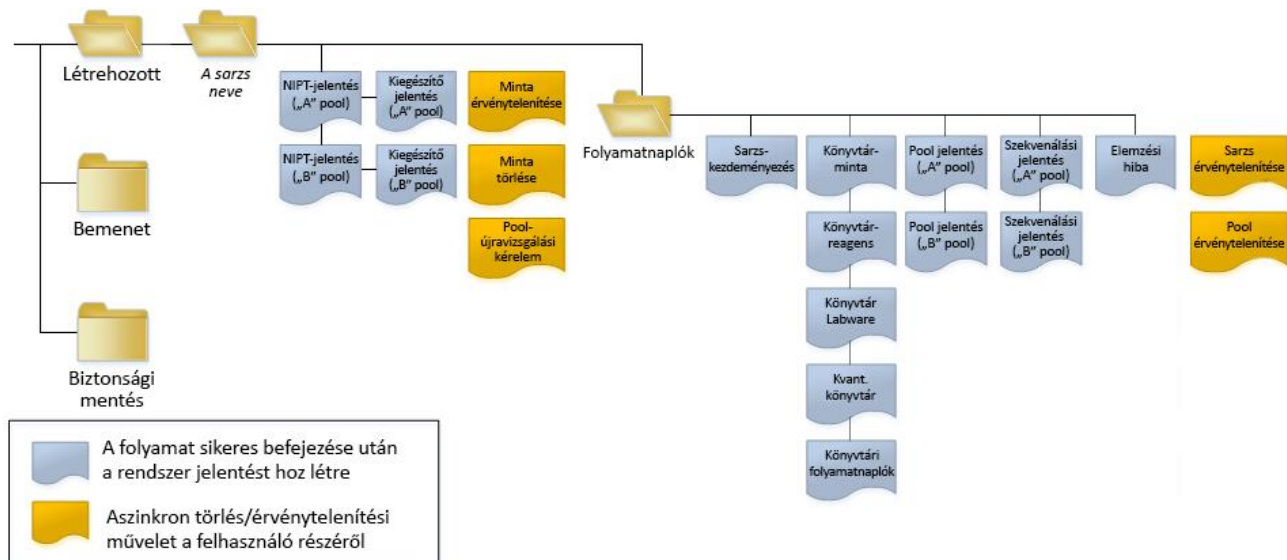 Létrehozott
A sarzs
neve
NIPT-jelentés
(„A” pool)
Kiegészítő
jelentés
(„A” pool)
Minta
érvénytelenítése
NIPT-jelentés
(„B” pool)
Kiegészítő
jelentés
(„B” pool)
Minta
törlése
Pool-
újravizsgálási
kérelem
Folyamatnaplók
Sarzs-
kezdeményezés
Könyvtár-
minta
Pool jelentés
(„A” pool)
Szekvenálási
jelentés
(„A” pool)
Elemzési
hiba
Sarzs
érvénytelenítése
Könyvtár-
reagens
Pool jelentés
(„B” pool)
Szekvenálási
jelentés
(„B” pool)
Pool
érvénytelenítése
Könyvtár
Labware
Kvant.
könyvtár
Könyvtári
folyamatnaplók
Bemenet
Biztonsági
mentés
A folyamat sikeres befejezése után
a rendszer jelentést hoz létre
Aszinkron törlés/érvénytelenítési
művelet a felhasználó részéről